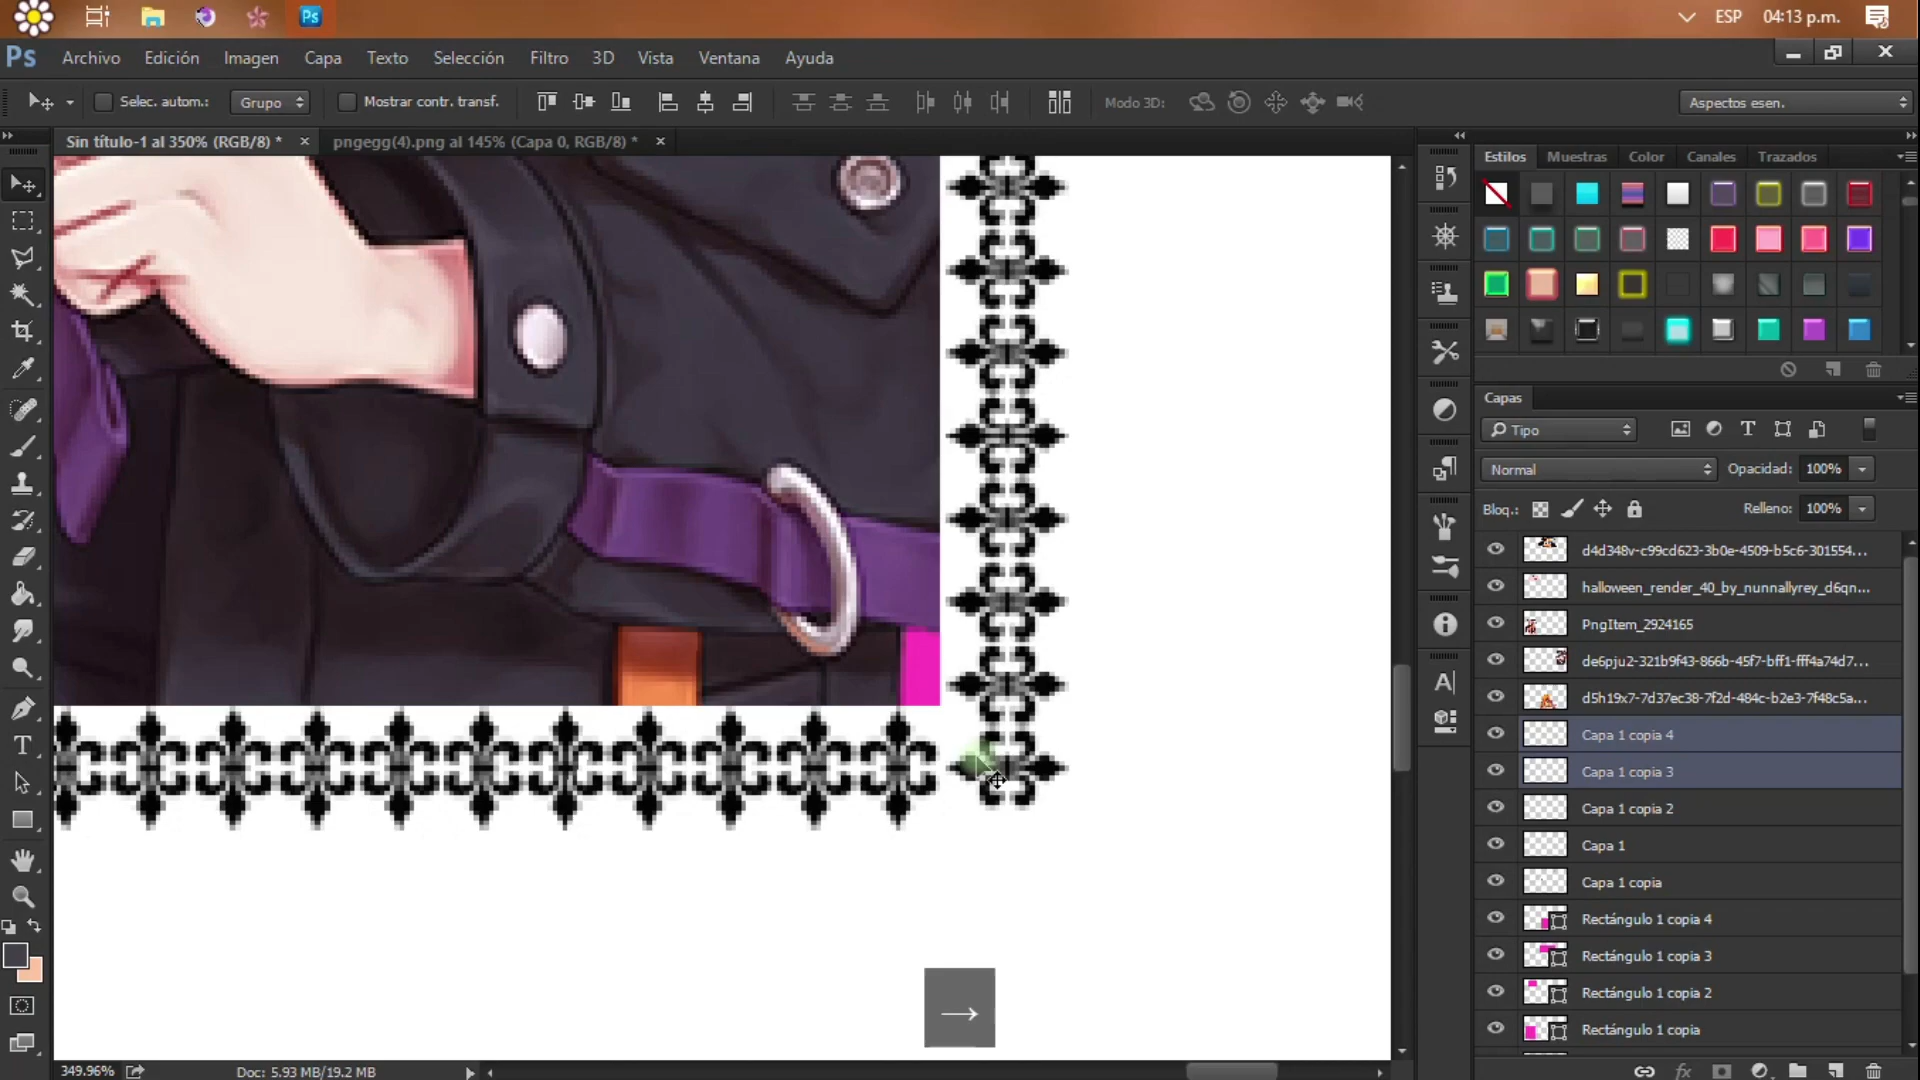 Ps
ESP
04:13 p.m.
Ps
Archivo
Edición
Imagen
Capa
Texto
Selección
Filtro
3D
Vista
Ventana
Ayuda
Selec. autom.:
Grupo
Mostrar contr. transf.
Modo 3D:
Aspectos esen.
Sin título-1 al 350% (RGB/8) *
pngegg(4).png al 145% (Capa 0, RGB/8) *
Estilos
Muestras
Color
Canales
Trazados
Capas
Tipo
Normal
Opacidad:
100%
Bloq.:
Relleno:
100%
d4d348v-c99cd623-3b0e-4509-b5c6-301554...
halloween_render_40_by_nunnallyrey_d6qn...
PngItem_2924165
de6pju2-321b9f43-866b-45f7-bff1-fff4a74d7...
d5h19x7-7d37ec38-7f2d-484c-b2e3-7f48c5a...
Capa 1 copia 4
Capa 1 copia 3
Capa 1 copia 2
Capa 1
Capa 1 copia
Rectángulo 1 copia 4
Rectángulo 1 copia 3
Rectángulo 1 copia 2
Rectángulo 1 copia
349.96%
Doc: 5.93 MB/19.2 MB